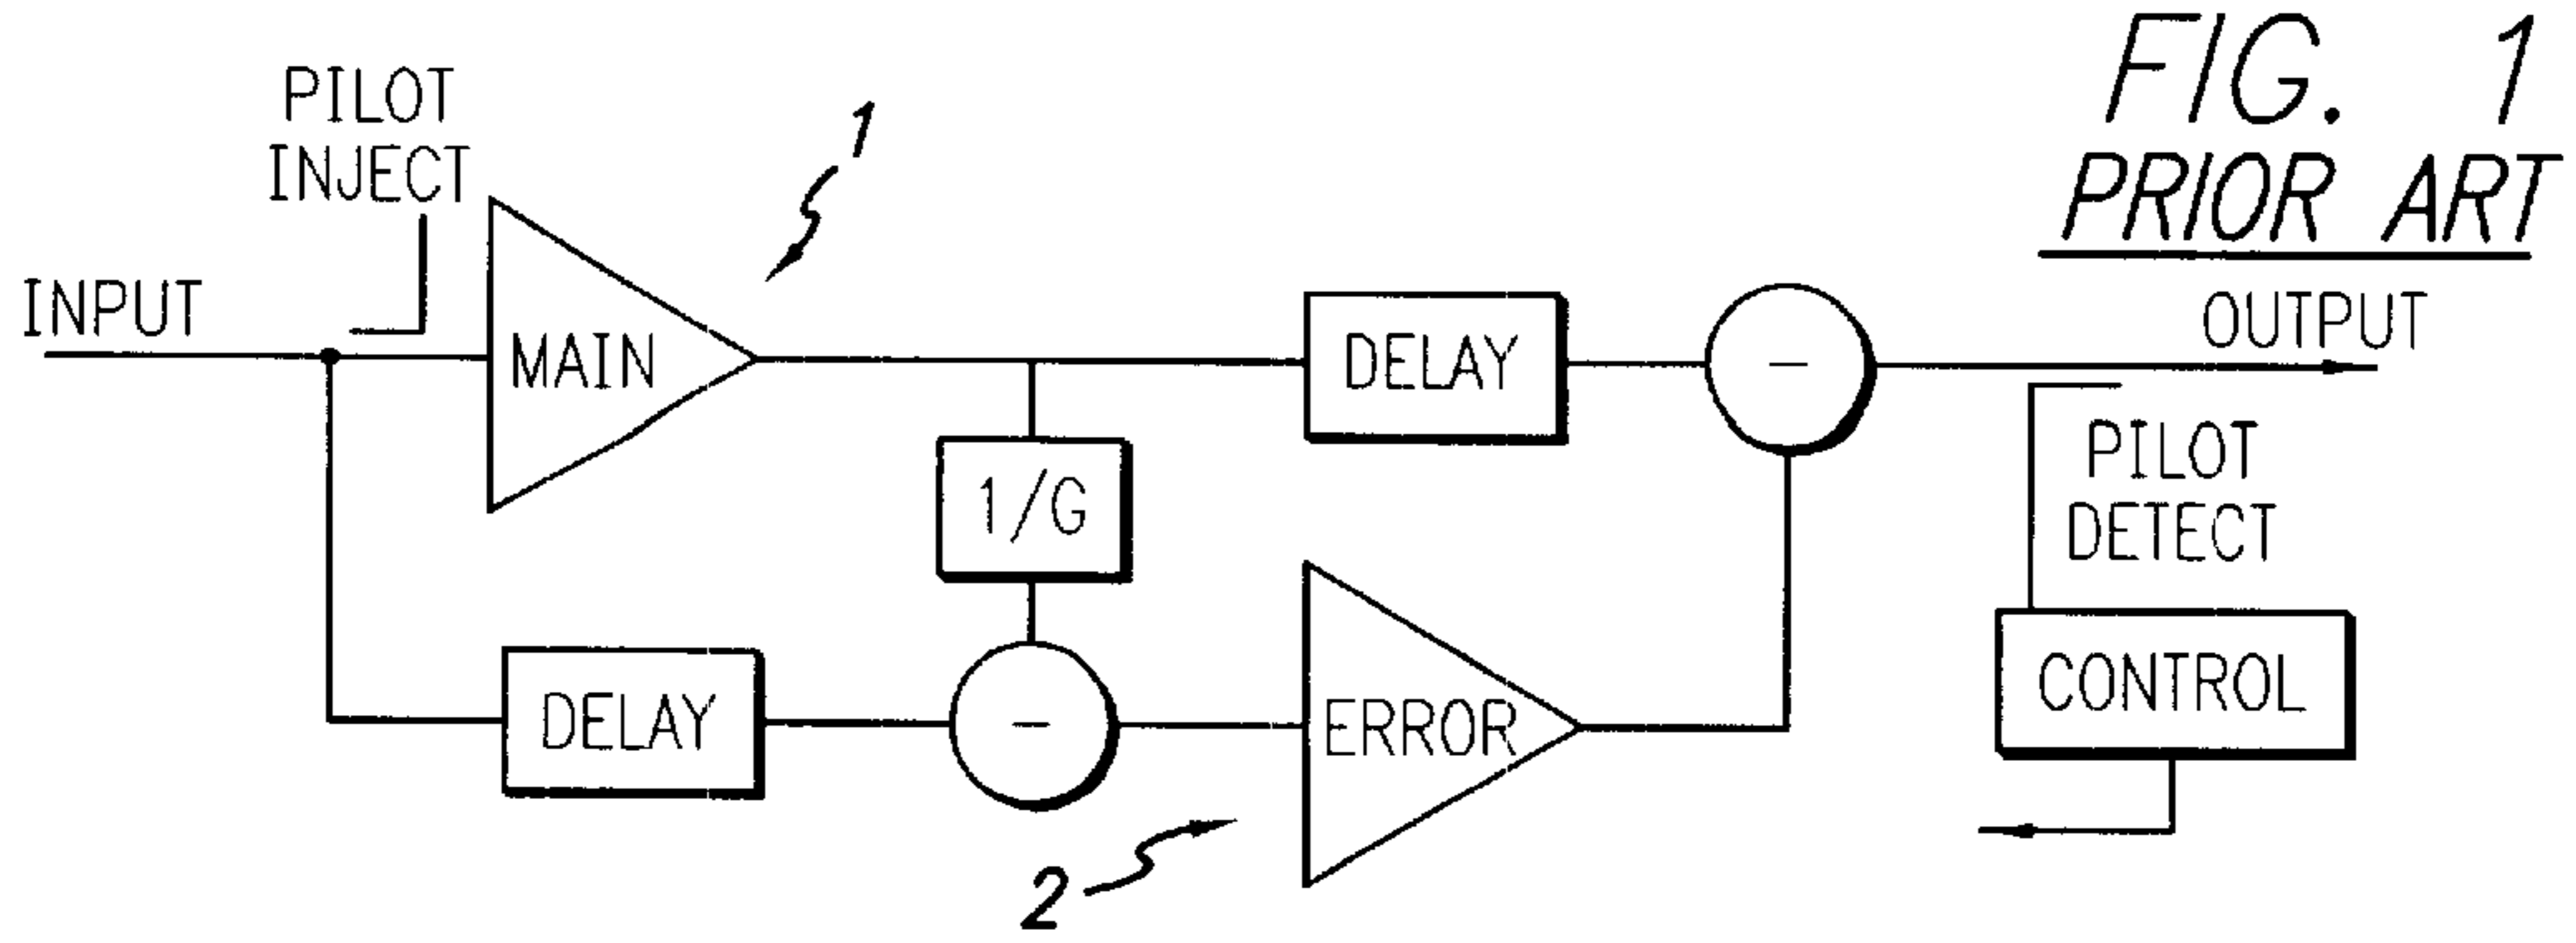 FIG. 1
PRIOR ART
PILOT
INJECT
1
INPUT
MAIN
DELAY
-
OUTPUT
1/G
PILOT
DETECT
DELAY
-
ERROR
CONTROL
2